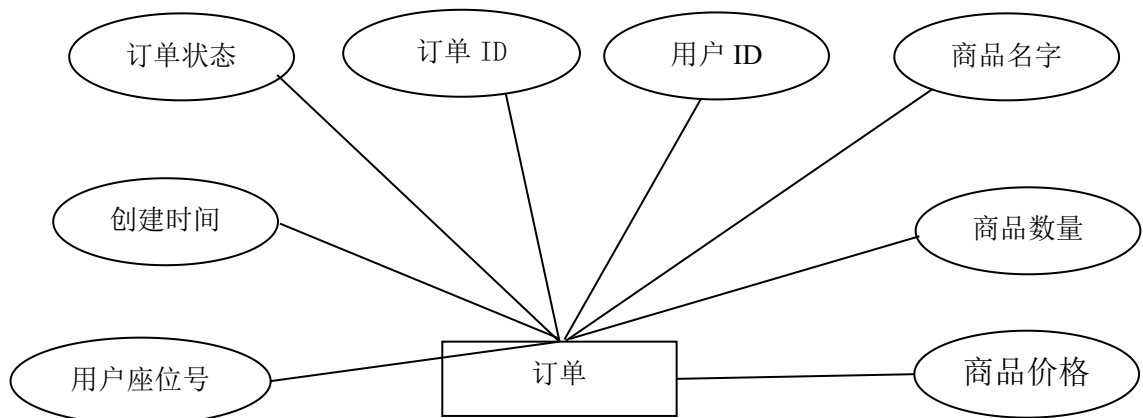 订单状态
订单 ID
用户 ID
商品名字
创建时间
商品数量
用户座位号
订单
商品价格